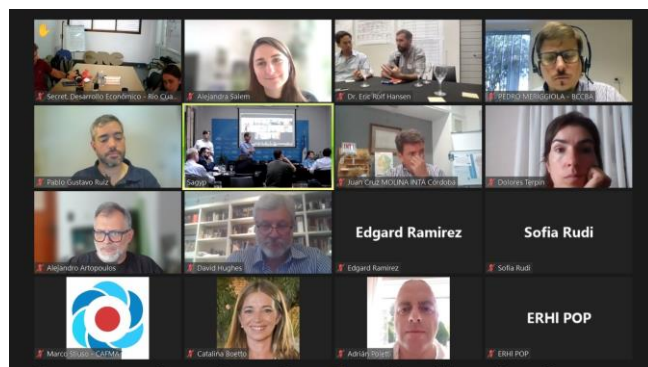 Secret. Desarrollo Económico - Río Cua...
Alejandra Salem
Dr. Eric Rolf Hansen
PEDRO MERIGGIOLA - BCCBA
Pablo Gustavo Ruiz
Sagyp
Juan Cruz MOLINA INTA Córdoba
Dolores Terpin
Alejandro Artopoulos
David Hughes
Edgard Ramirez
Edgard Ramirez
Sofia Rudi
Sofia Rudi
Marco - CAFMA
Catalina Boetto
Adrián Poletti
ERHI POP
ERHI POP